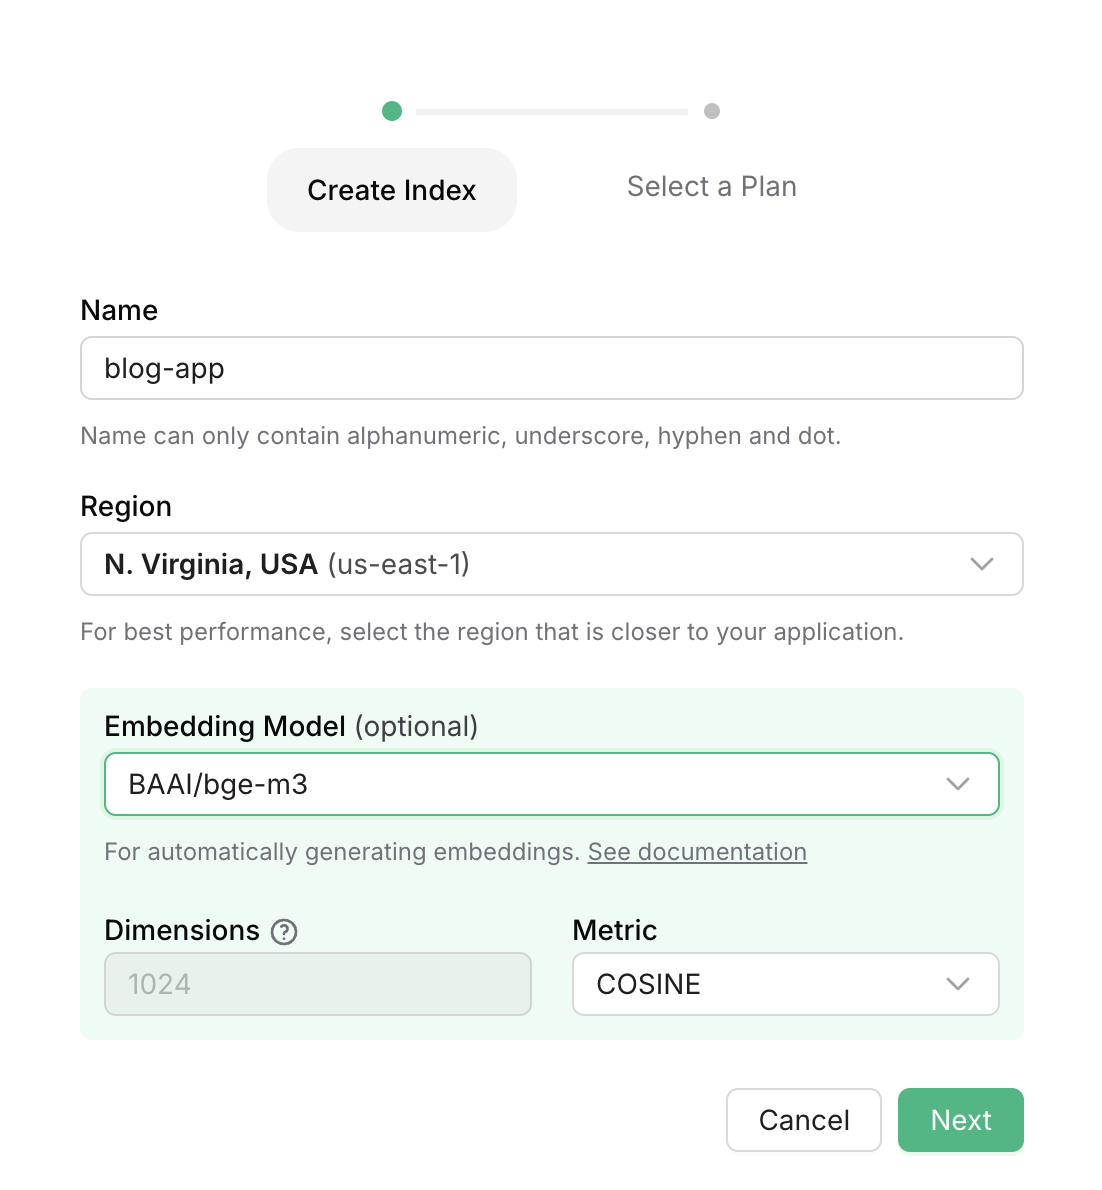 Create Index
Select a Plan
Name
blog-app
Name can only contain alphanumeric, underscore, hyphen and dot.
Region
N. Virginia, USA (us-east-1)
For best performance, select the region that is closer to your application.
Embedding Model (optional)
BAAI/bge-m3
For automatically generating embeddings. See documentation
Dimensions ?
Metric
1024
COSINE
Cancel
Next